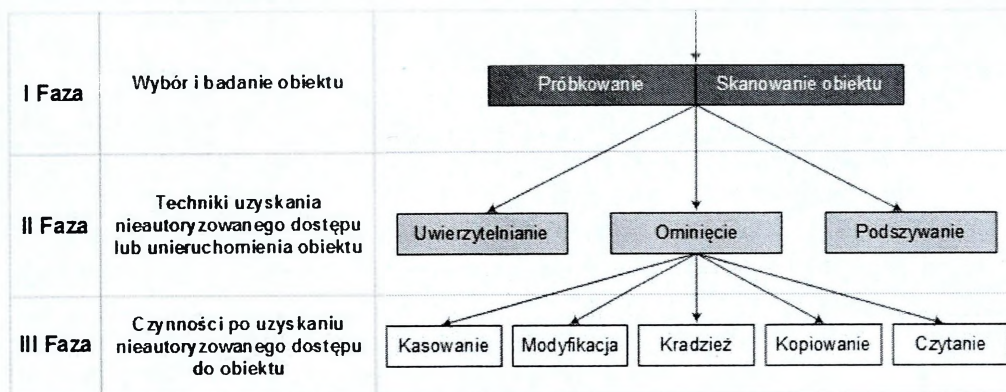 I Faza
Wybór i badanie obiektu
Próbkowanie
Skanowanie obiektu
II Faza
Techniki uzyskania
nieautoryzowanego dostępu
lub unieruchomienia obiektu
Uwierzytelnianie
Ominięcie
Podszywanie
III Faza
Czynności po uzyskaniu
nieautoryzowanego dostępu
do obiektu
Kasowanie
Modyfikacja
Kradzież
Kopiowanie
Czytanie